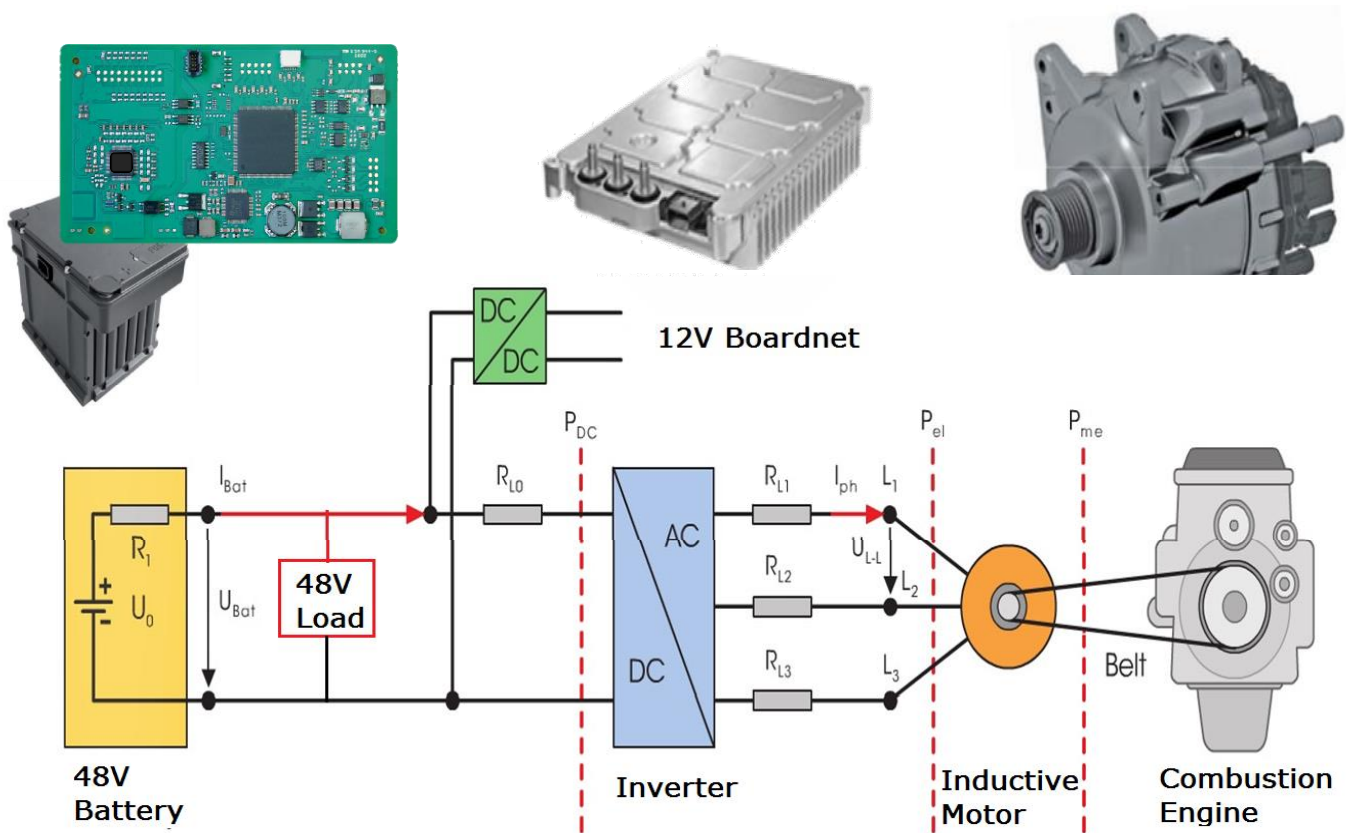 DC
DC
12V Boardnet
P_DC
P_el
P_me
I_Bat
R_L0
R_L1
I_ph
L_1
R_1
+
-
U_0
U_Bat
48V
Load
AC
DC
U_L-L
R_L2
L_2
R_L3
L_3
Belt
48V
Battery
Inverter
Inductive
Motor
Combustion
Engine